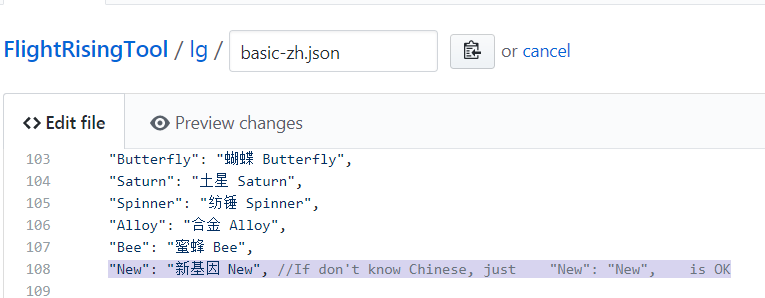 FlightRisingTool / lg / basic-zh.json or cancel
Edit file Preview changes
103 "Butterfly": "蝴蝶 Butterfly",
104 "Saturn": "土星 Saturn",
105 "Spinner": "纺锤 Spinner",
106 "Alloy": "合金 Alloy",
107 "Bee": "蜜蜂 Bee",
108 "New": "新基因 New", //If don't know Chinese, just "New": "New", is OK
109